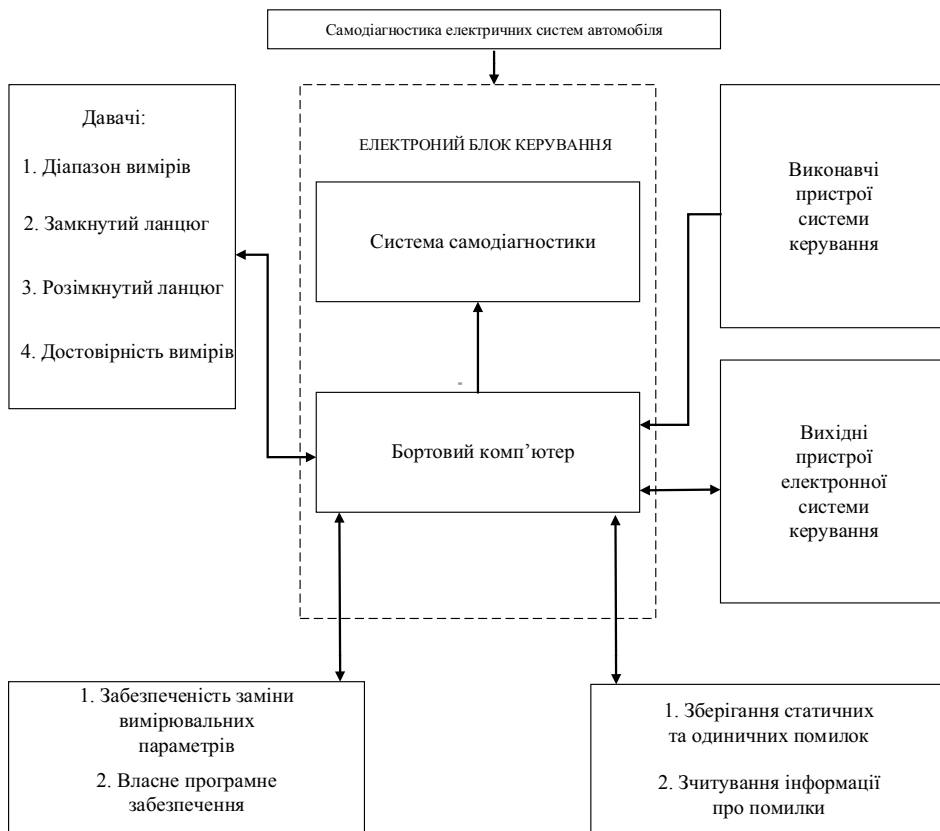 Самодіагностика електричних систем автомобіля
Давачі:
1. Діапазон вимірів
2. Замкнутий ланцюг
3. Розімкнутий ланцюг
4. Достовірність вимірів
ЕЛЕКТРОНИЙ БЛОК КЕРУВАННЯ
Система самодіагностики
Бортовий комп’ютер
Виконавчі
пристрої
системи
керування
Вихідні
пристрої
електронної
системи
керування
1. Забезпеченість заміни
вимірювальних
параметрів
2. Власне програмне
забезпечення
1. Зберігання статичних
та одиничних помилок
2. Зчитування інформації
про помилки